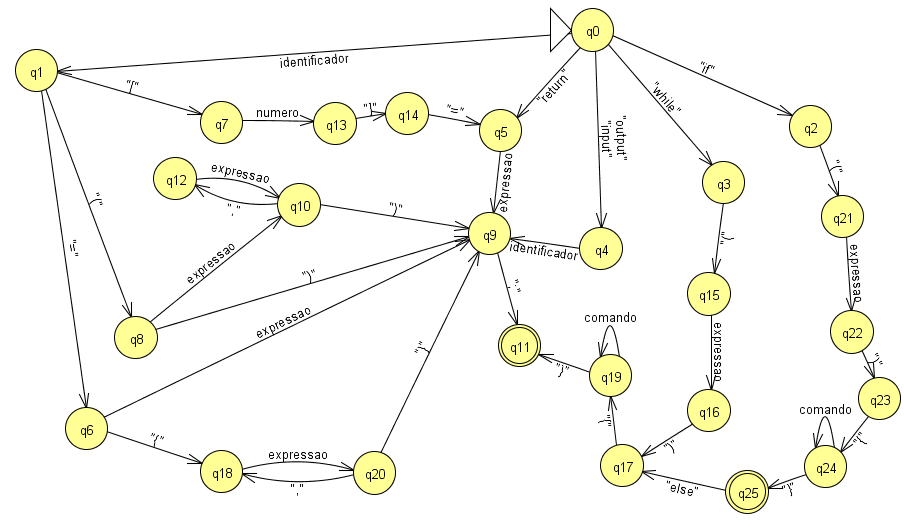 q0
identificador
q1
"if"
"return"
"while"
"["
numero
q7
q13
"]"
q14
"="
q5
"output"
"input"
q2
"("
q12
expressao
","
q10
")"
expressao
q3
q21
"("
q9
identificador
q4
"="
expressao
")"
";"
q15
expressao
expressao
q8
expressao
q11
comando
"}"
q19
q22
")"
q6
"{"
"}"
q16
")"
"{"
q23
"{"
comando
q18
expressao
","
q20
q17
"else"
q25
"}"
q24